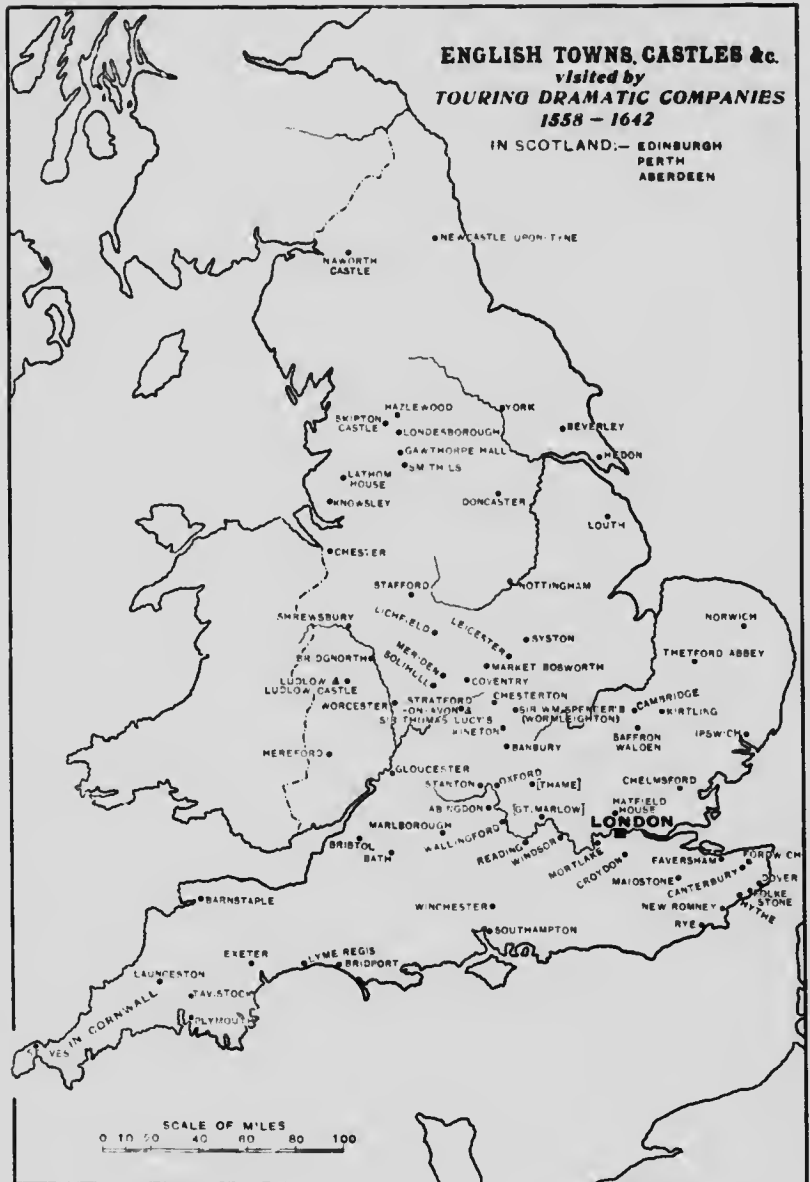 ENGLISH TOWNS, CASTLES &c.
visited by
TOURING DRAMATIC COMPANIES
1558 – 1642
IN SCOTLAND:— EDINBURGH
PERTH
ABERDEEN
NEWCASTLE UPON-TYNE
NAWORTH
CASTLE
HAZLEWOOD
YORK
SKIPTON
CASTLE
LONDESBOROUGH
BEVERLEY
GAWTHORPE HALL
HEDON
SMITHILS
LATHOM
HOUSE
KNOWSLEY
DONCASTER
LOUTH
CHESTER
STAFFORD
NOTTINGHAM
SHREWSBURY
LICHFIELD
LEICESTER
SYSTON
NORWICH
BRIDGNORTH
MERIDEN
SOLIHULL
MARKET BOSWORTH
THETFORD ABBEY
LUDLOW &
LUDLOW CASTLE
COVENTRY
WORCESTER
STRATFORD
-ON-AVON &
SIR THOMAS LUCY'S
CHESTERTON
SIR WM SPENCER'S
(WORMLEIGHTON)
CAMBRIDGE
KIRTLING
KINETON
SAFFRON
WALDEN
IPSWICH
HEREFORD
BANBURY
GLOUCESTER
STANTON
OXFORD
[THAME]
CHELMSFORD
ABINGDON
[GT. MARLOW]
HATFIELD
HOUSE
MARLBOROUGH
WALLINGFORD
LONDON
BRISTOL
BATH
READING
WINDSOR
MORTLAKE
CROYDON
FAVERSHAM
FORDWICH
MAIDSTONE
CANTERBURY
DOVER
FOLKE
STONE
HYTHE
BARNSTAPLE
WINCHESTER
NEW ROMNEY
SOUTHAMPTON
RYE
EXETER
LYME REGIS
BRIDPORT
LAUNCESTON
TAVISTOCK
PLYMOUTH
IVES IN CORNWALL
SCALE OF MILES
0 10 20 40 60 80 100